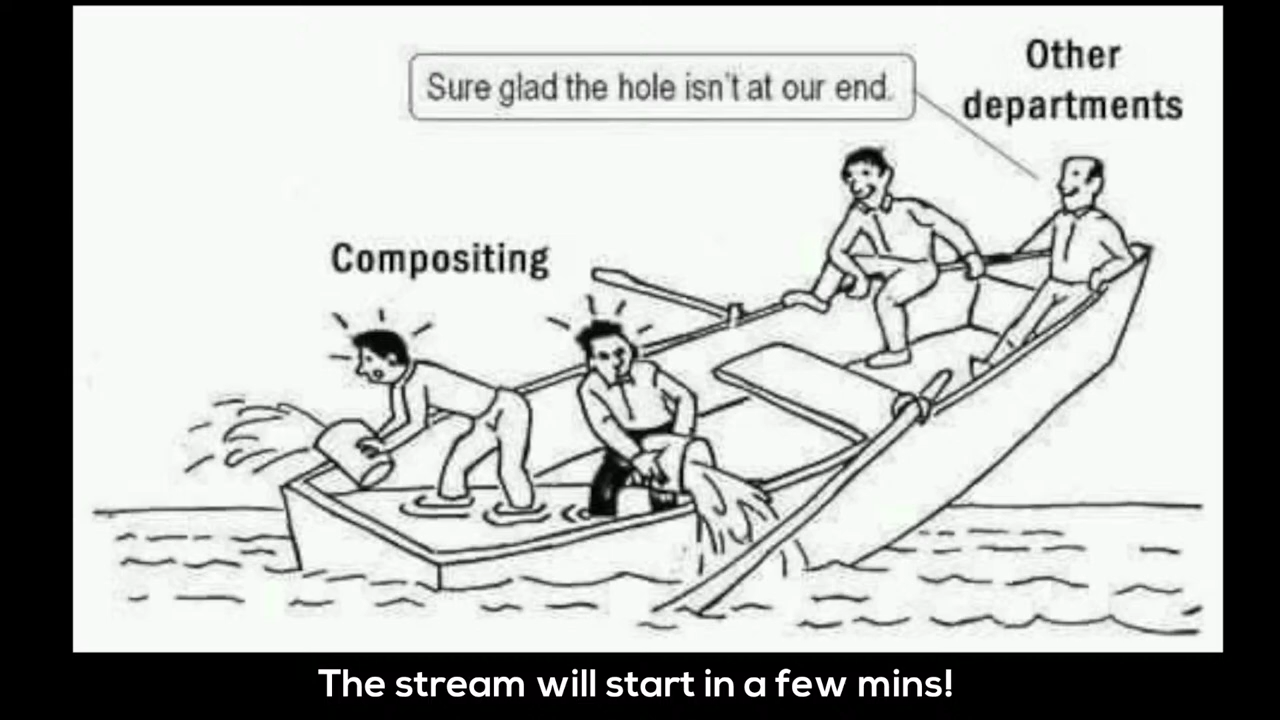 Other
departments
Sure glad the hole isn't at our end.
Compositing
The stream will start in a few mins!